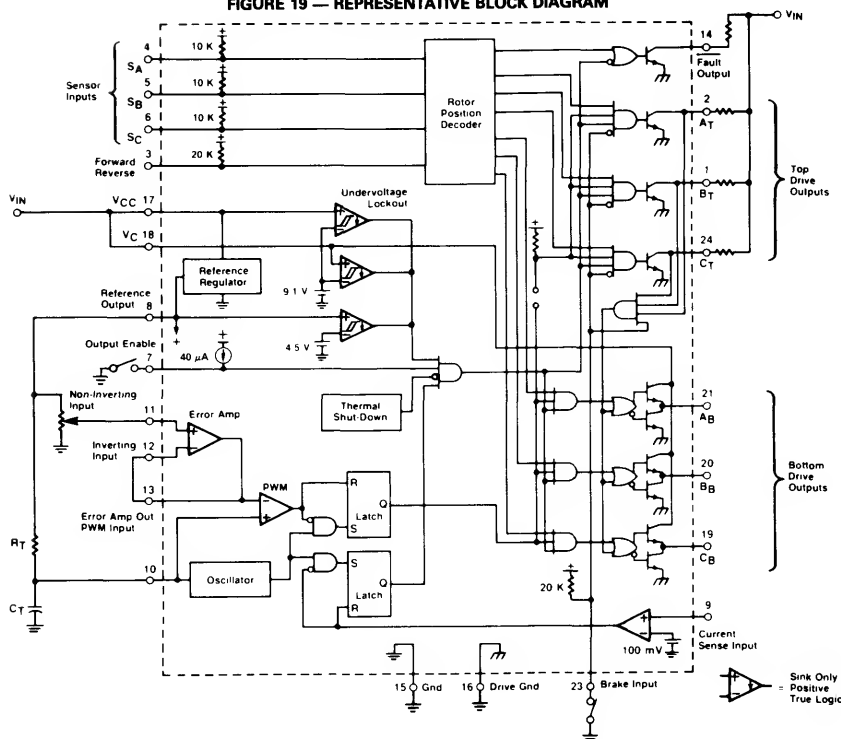 FIGURE 19 — REPRESENTATIVE BLOCK DIAGRAM
VIN
14
Fault
Output
4
SA
10 K
5
SB
10 K
6
SC
10 K
Sensor
Inputs
3
Forward
Reverse
20 K
Rotor
Position
Decoder
2
AT
1
BT
24
CT
Top
Drive
Outputs
VIN
VCC 17
VC 18
Undervoltage
Lockout
Reference
Regulator
9.1 V
4.5 V
Reference
Output
8
Output Enable
7
40 µA
Non-Inverting
Input
11
Error Amp
Inverting
Input
12
13
Error Amp Out
PWM Input
Thermal
Shut-Down
PWM
R
Q
S
Latch
RT
10
CT
Oscillator
S
Q
Latch
R
21
AB
20
BB
19
CB
Bottom
Drive
Outputs
20 K
9
Current
Sense Input
100 mV
15 Gnd
16 Drive Gnd
23 Brake Input
= Sink Only
Positive
True Logic